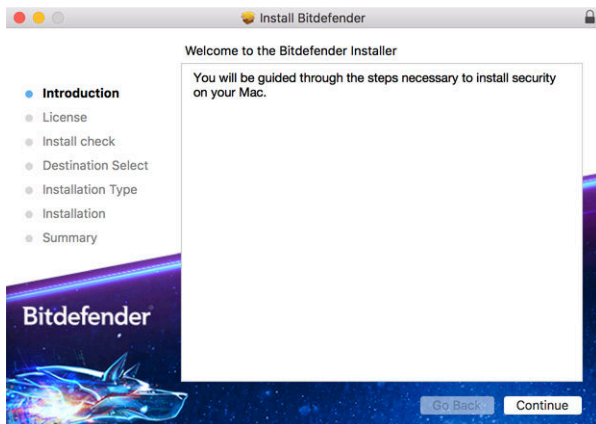 Install Bitdefender
Welcome to the Bitdefender Installer
Introduction
License
Install check
Destination Select
Installation Type
Installation
Summary
You will be guided through the steps necessary to install security
on your Mac.
Bitdefender
Go Back
Continue